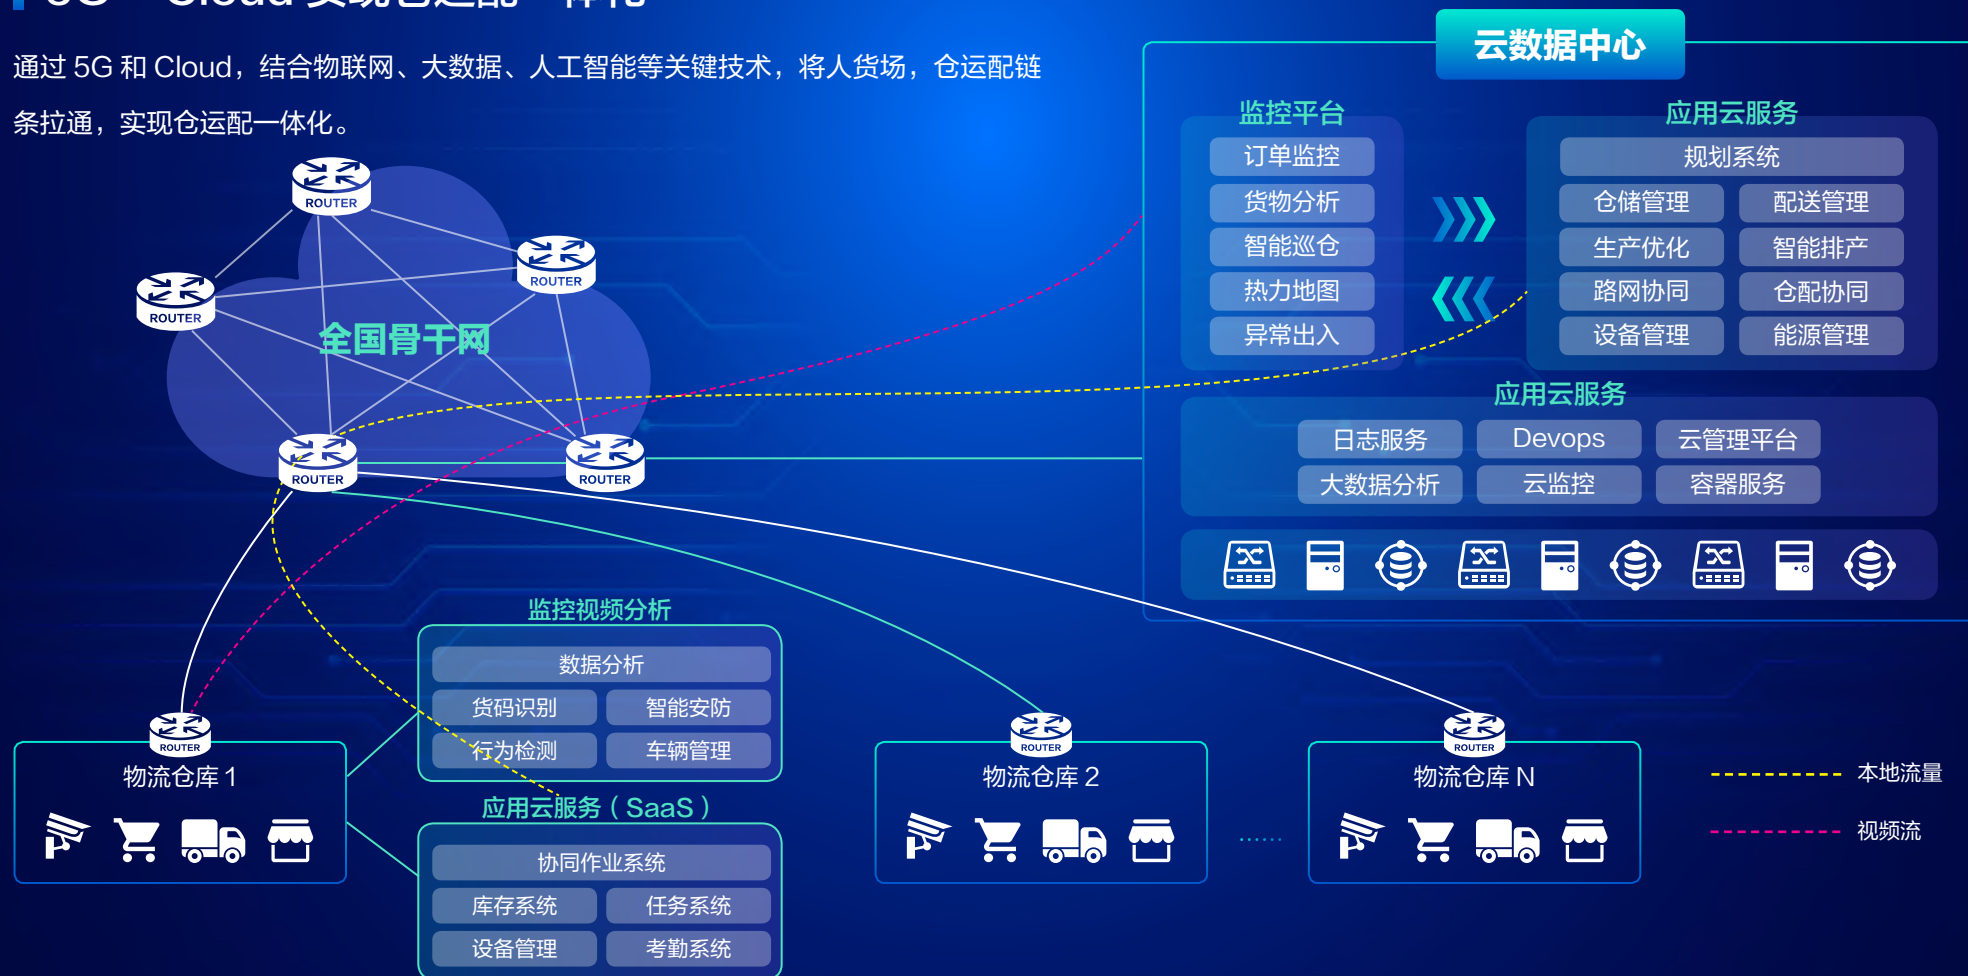 5G + Cloud 实现仓运配一体化
通过 5G 和 Cloud，结合物联网、大数据、人工智能等关键技术，将人货场，仓运配链
条拉通，实现仓运配一体化。
云数据中心
监控平台
订单监控
货物分析
智能巡仓
热力地图
异常出入
应用云服务
规划系统
仓储管理 配送管理
生产优化 智能排产
路网协同 仓配协同
设备管理 能源管理
应用云服务
日志服务 Devops 云管理平台
大数据分析 云监控 容器服务
ROUTER
ROUTER
ROUTER
全国骨干网
ROUTER
ROUTER
监控视频分析
数据分析
货码识别 智能安防
行为检测 车辆管理
应用云服务（SaaS）
协同作业系统
库存系统 任务系统
设备管理 考勤系统
ROUTER
物流仓库 1
ROUTER
物流仓库 2
......
ROUTER
物流仓库 N
本地流量
视频流